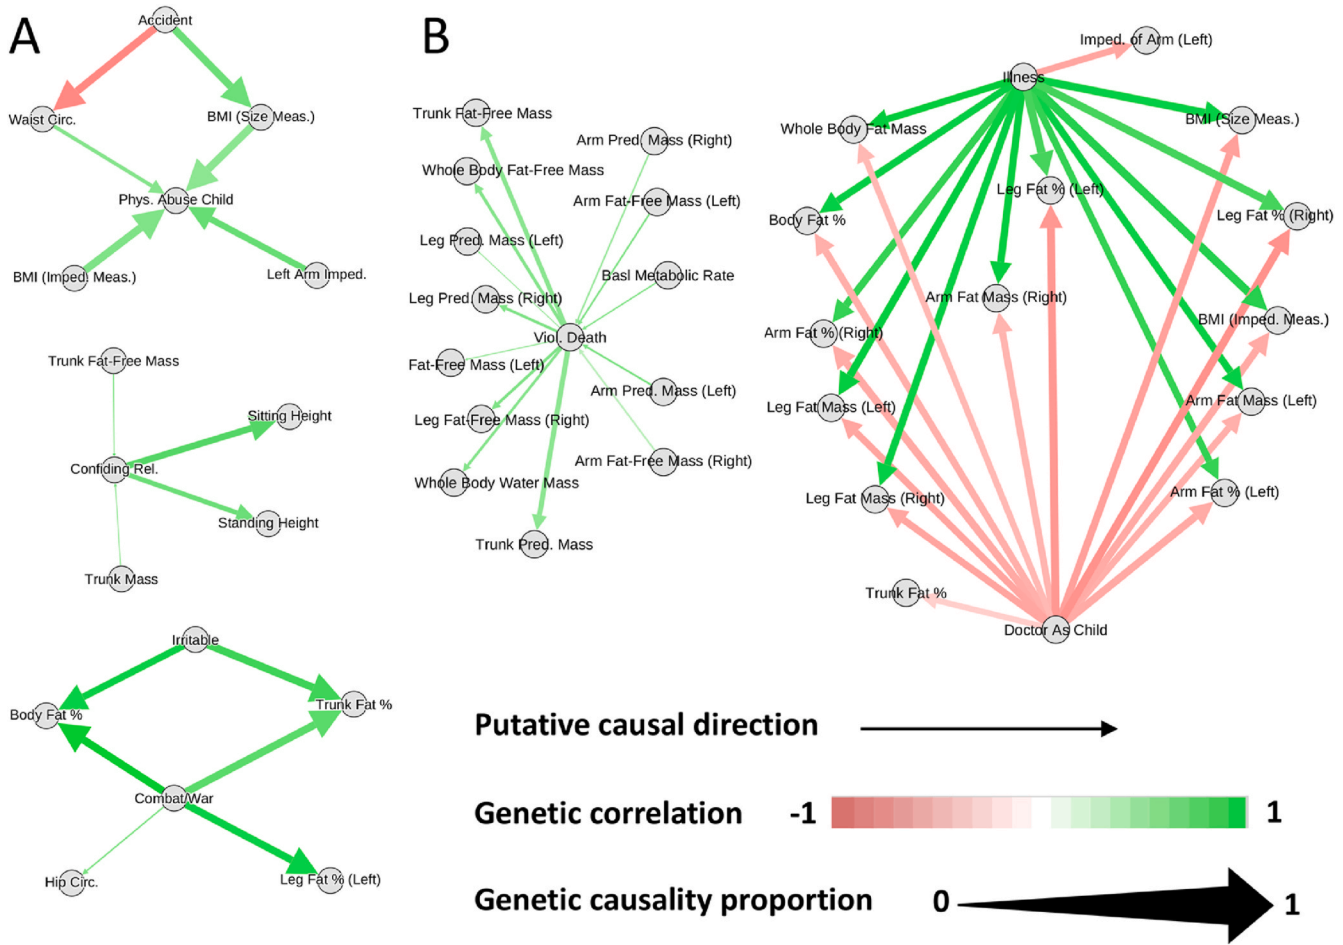 A
Accident
Waist Circ.
BMI (Size Meas.)
Phys. Abuse Child
BMI (Imped. Meas.)
Left Arm Imped.
Trunk Fat-Free Mass
Sitting Height
Confiding Rel.
Standing Height
Trunk Mass
Irritable
Body Fat %
Trunk Fat %
Combat/War
Hip Circ.
Leg Fat % (Left)
B
Trunk Fat-Free Mass
Arm Pred. Mass (Right)
Whole Body Fat-Free Mass
Arm Fat-Free Mass (Left)
Leg Pred. Mass (Left)
Basl Metabolic Rate
Leg Pred. Mass (Right)
Viol. Death
Fat-Free Mass (Left)
Arm Pred. Mass (Left)
Leg Fat-Free Mass (Right)
Arm Fat-Free Mass (Right)
Whole Body Water Mass
Trunk Pred. Mass
Imped. of Arm (Left)
Illness
Whole Body Fat Mass
BMI (Size Meas.)
Leg Fat % (Left)
Body Fat %
Leg Fat % (Right)
Arm Fat Mass (Right)
Arm Fat % (Right)
BMI (Imped. Meas.)
Leg Fat Mass (Left)
Arm Fat Mass (Left)
Leg Fat Mass (Right)
Arm Fat % (Left)
Trunk Fat %
Doctor As Child
Putative causal direction
Genetic correlation -1 1
Genetic causality proportion 0 1